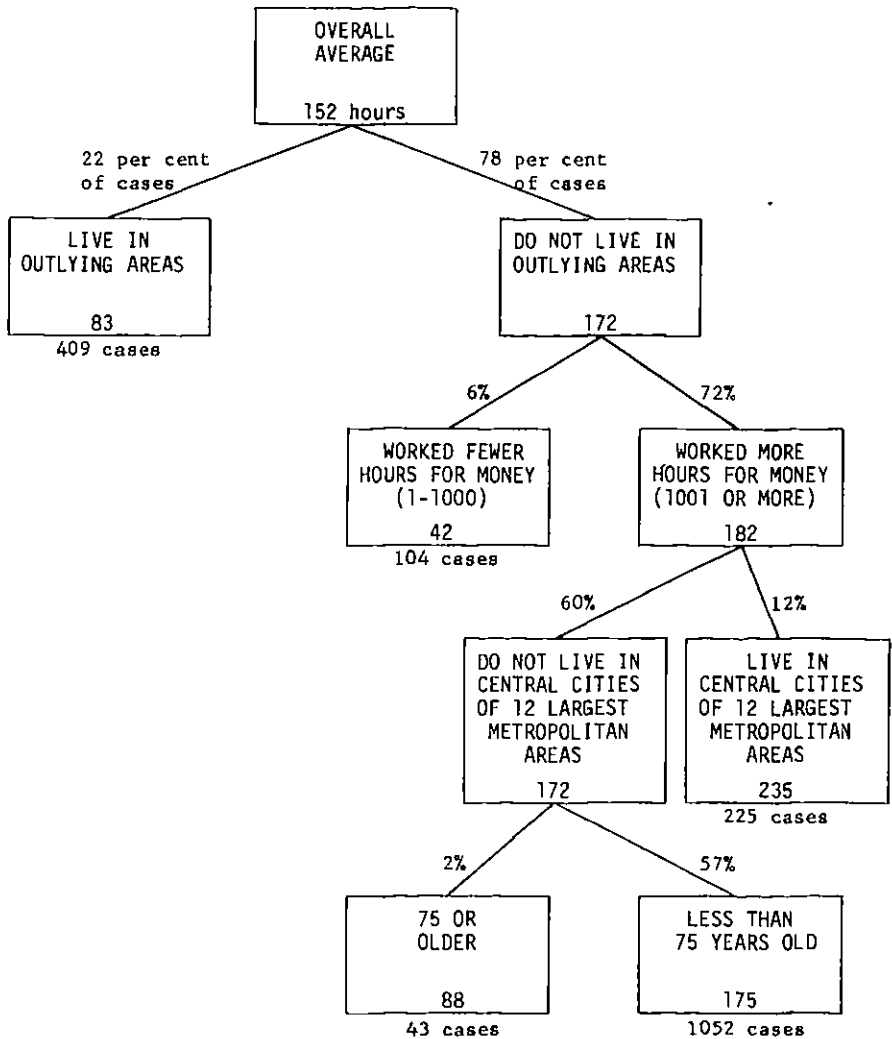 OVERALL
AVERAGE
152 hours
22 per cent
of cases
78 per cent
of cases
LIVE IN
OUTLYING AREAS
83
409 cases
DO NOT LIVE IN
OUTLYING AREAS
172
6%
72%
WORKED FEWER
HOURS FOR MONEY
(1-1000)
42
104 cases
WORKED MORE
HOURS FOR MONEY
(1001 OR MORE)
182
60%
12%
DO NOT LIVE IN
CENTRAL CITIES
OF 12 LARGEST
METROPOLITAN
AREAS
172
LIVE IN
CENTRAL CITIES
OF 12 LARGEST
METROPOLITAN
AREAS
235
225 cases
2%
57%
75 OR
OLDER
88
43 cases
LESS THAN
75 YEARS OLD
175
1052 cases